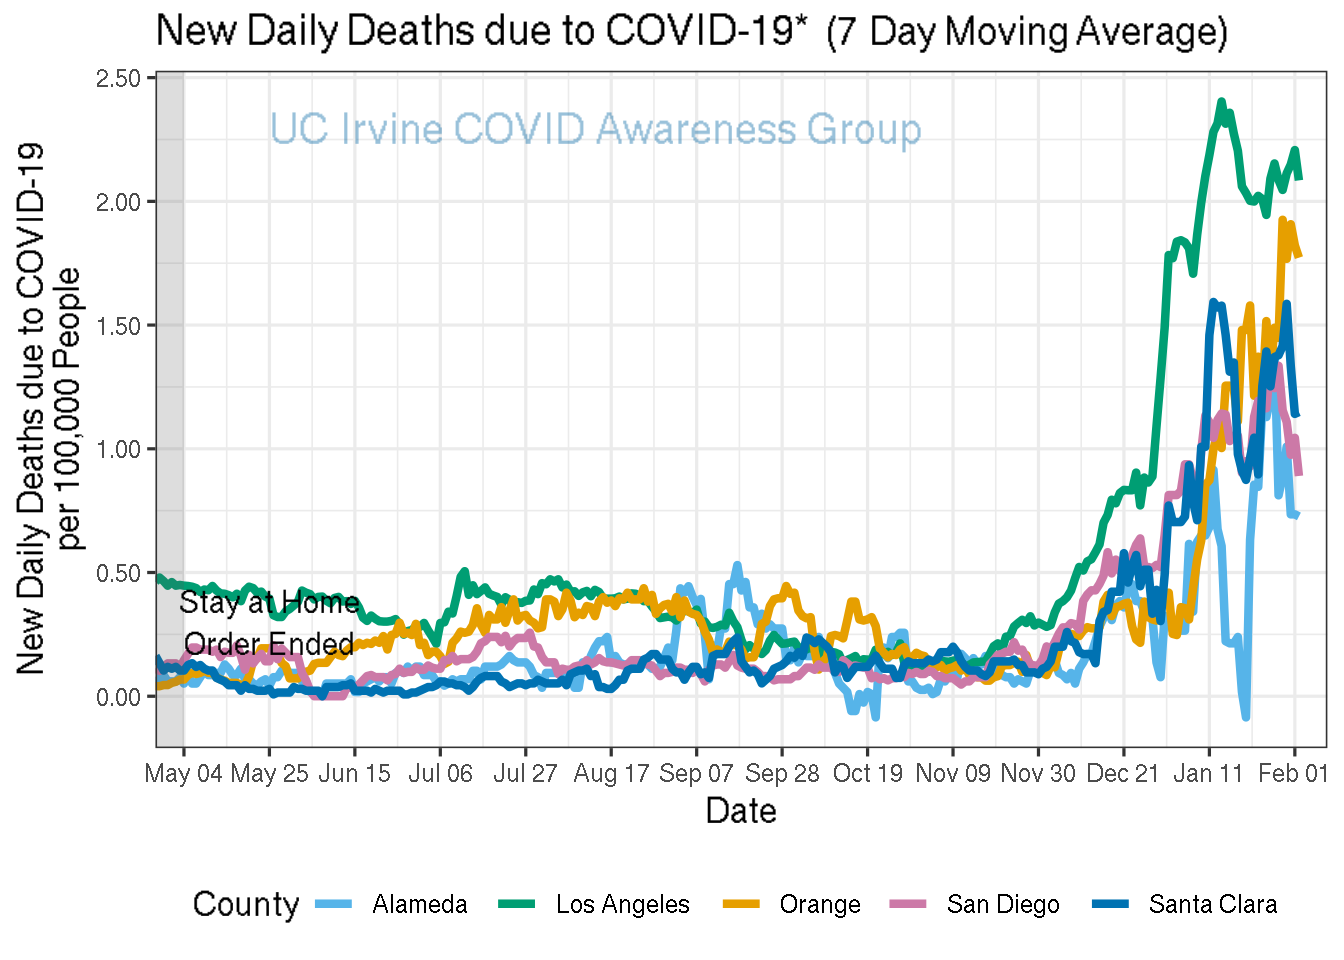 New Daily Deaths due to COVID-19* (7 Day Moving Average)
New Daily Deaths due to COVID-19
per 100,000 People
2.50
2.00
1.50
1.00
0.50
0.00
UC Irvine COVID Awareness Group
Stay at Home
Order Ended
May 04 May 25 Jun 15 Jul 06 Jul 27 Aug 17 Sep 07 Sep 28 Oct 19 Nov 09 Nov 30 Dec 21 Jan 11 Feb 01
Date
County Alameda Los Angeles Orange San Diego Santa Clara